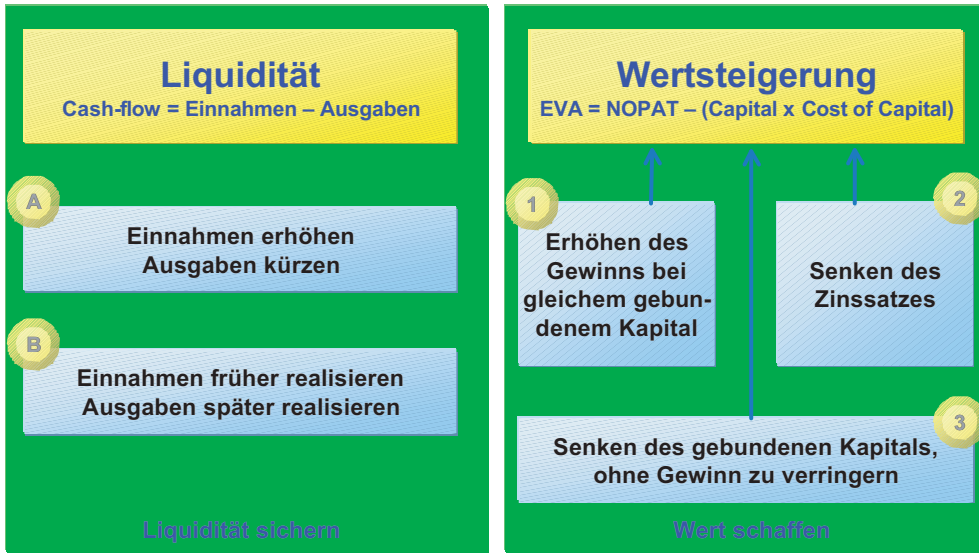 Liquidität
Cash-flow = Einnahmen – Ausgaben
A
Einnahmen erhöhen
Ausgaben kürzen
B
Einnahmen früher realisieren
Ausgaben später realisieren
Liquidität sichern
Wertsteigerung
EVA = NOPAT – (Capital x Cost of Capital)
1
Erhöhen des
Gewinns bei
gleichem gebun-
denem Kapital
2
Senken des
Zinssatzes
3
Senken des gebundenen Kapitals,
ohne Gewinn zu verringern
Wert schaffen